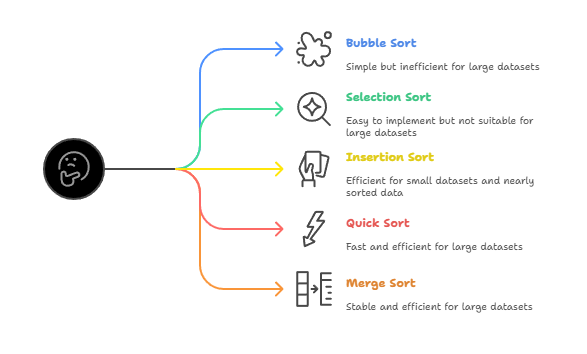 Bubble Sort
Simple but inefficient for large datasets
Selection Sort
Easy to implement but not suitable for
large datasets
Insertion Sort
Efficient for small datasets and nearly
sorted data
Quick Sort
Fast and efficient for large datasets
Merge Sort
Stable and efficient for large datasets